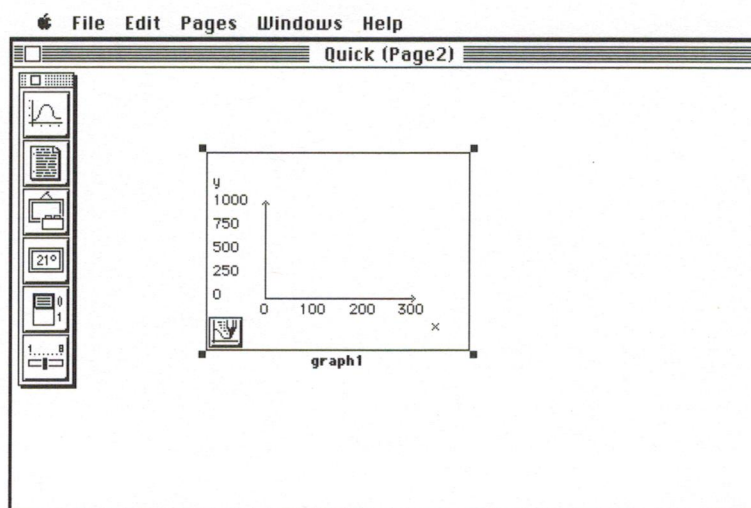 File Edit Pages Windows Help
Quick (Page2)
21°
0
1
1......8
y
1000
750
500
250
0
0 100 200 300
x
graph1